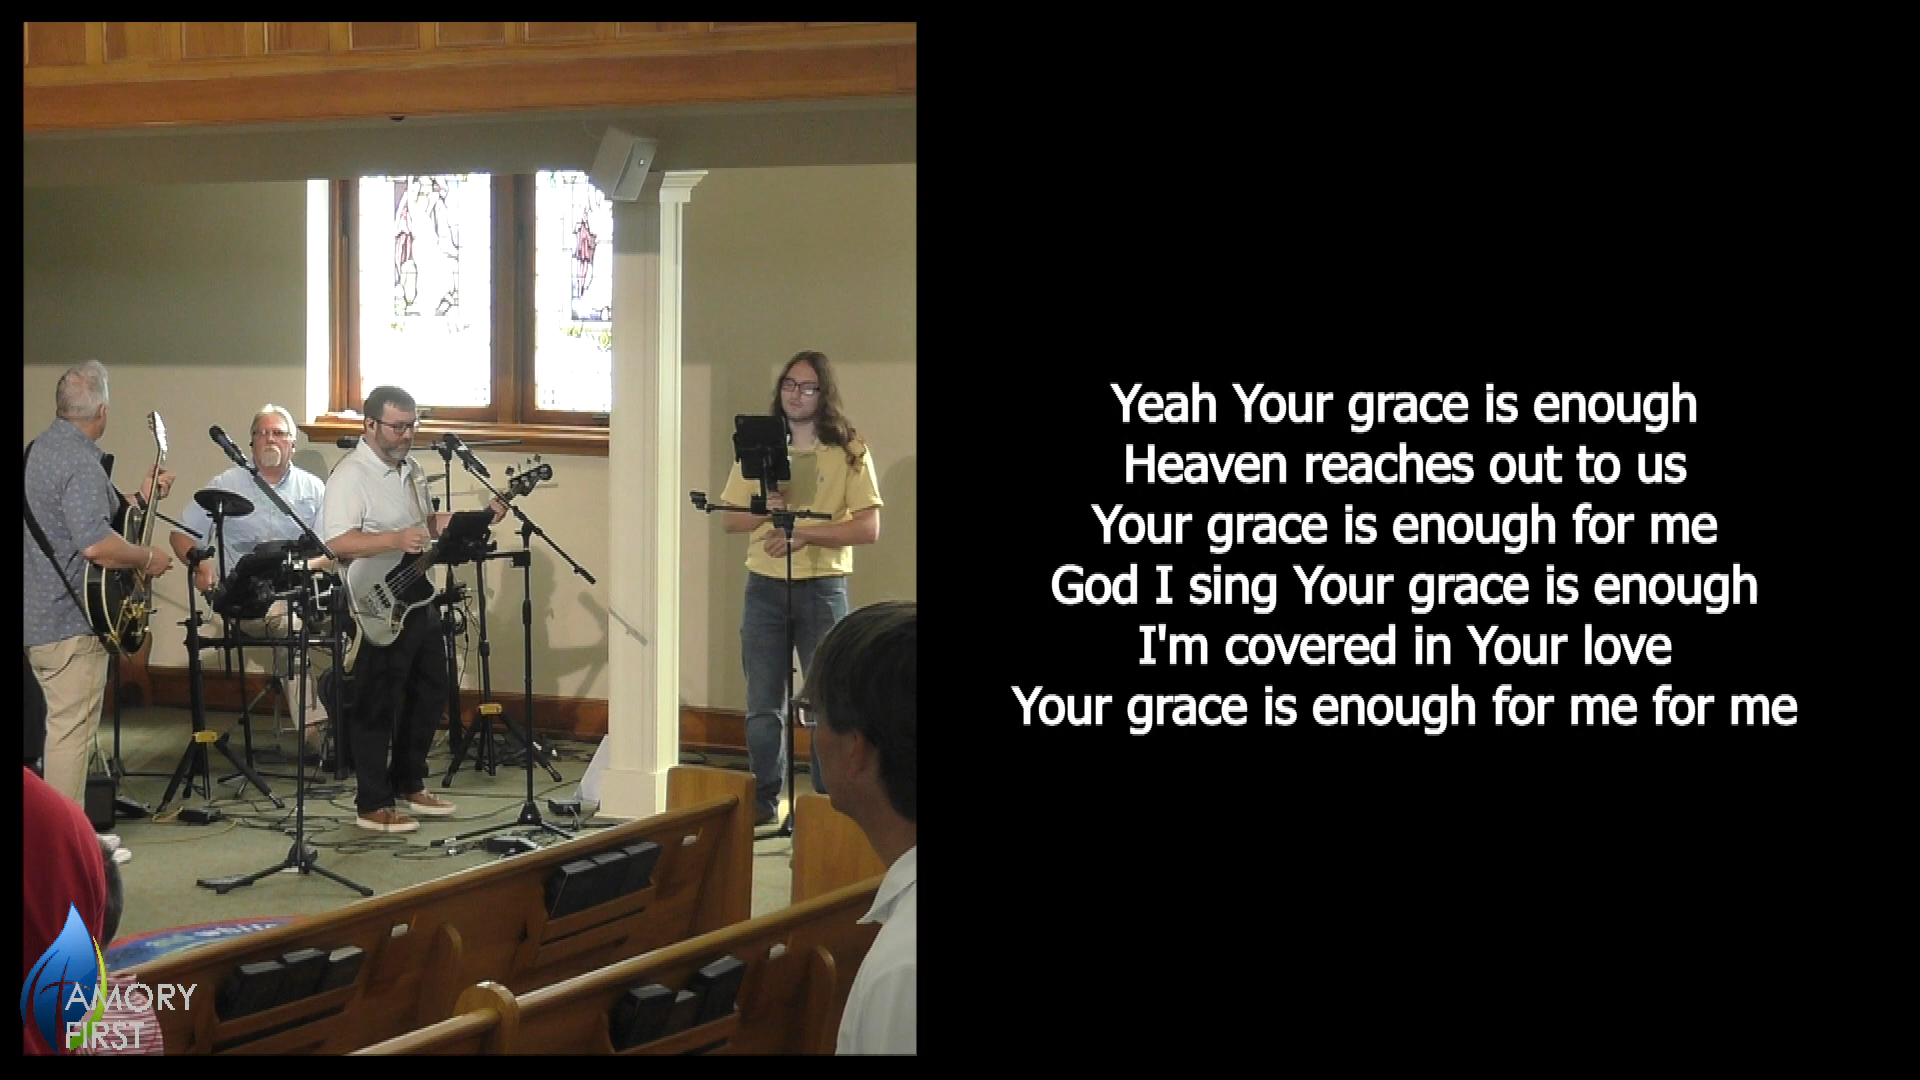 Yeah Your grace is enough
Heaven reaches out to us
Your grace is enough for me
God I sing Your grace is enough
I'm covered in Your love
Your grace is enough for me for me
AMORY
FIRST